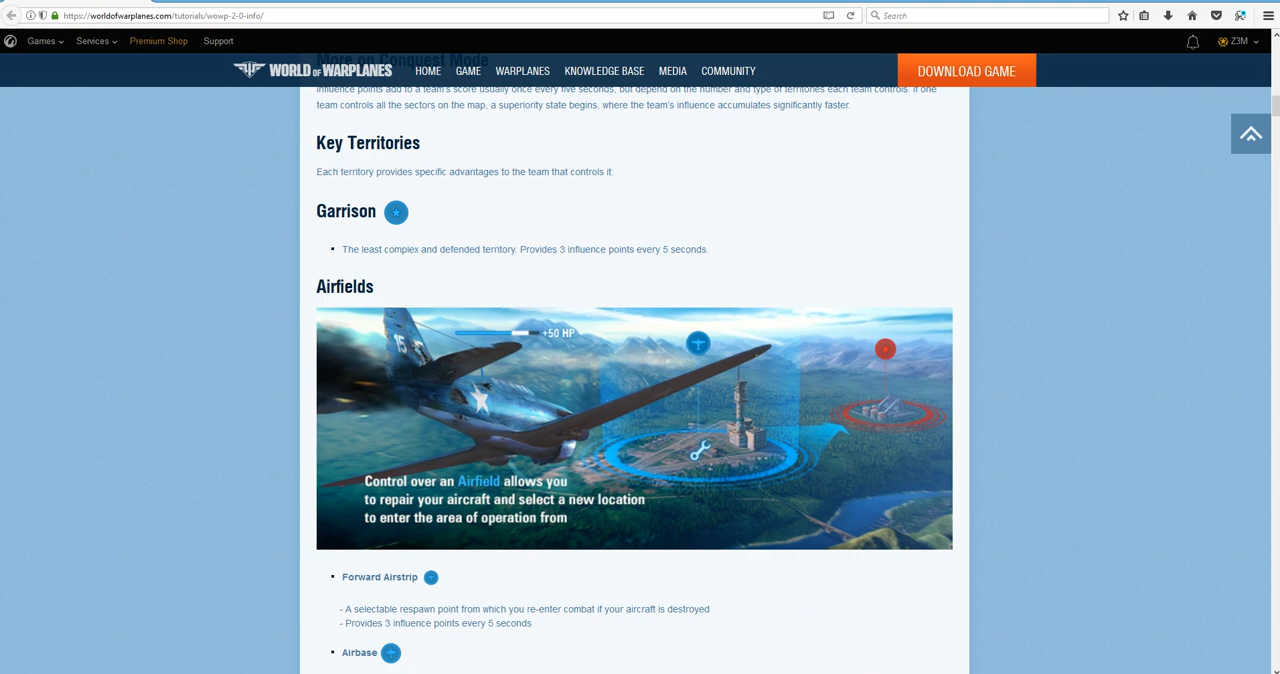 https://worldofwarplanes.com/tutorials/wowp-2-0-info/
Search
Games
Services
Premium Shop
Support
Z3M
More on Conquest Mode
WORLD OF WARPLANES
HOME
GAME
WARPLANES
KNOWLEDGE BASE
MEDIA
COMMUNITY
DOWNLOAD GAME
Influence points add to a team's score usually once every five seconds, but depend on the number and type of territories each team controls. If one
team controls all the sectors on the map, a superiority state begins, where the team's influence accumulates significantly faster.
Key Territories
Each territory provides specific advantages to the team that controls it:
Garrison
• The least complex and defended territory. Provides 3 influence points every 5 seconds.
Airfields
+50 HP
15
Control over an Airfield allows you
to repair your aircraft and select a new location
to enter the area of operation from
• Forward Airstrip
- A selectable respawn point from which you re-enter combat if your aircraft is destroyed
- Provides 3 influence points every 5 seconds
• Airbase